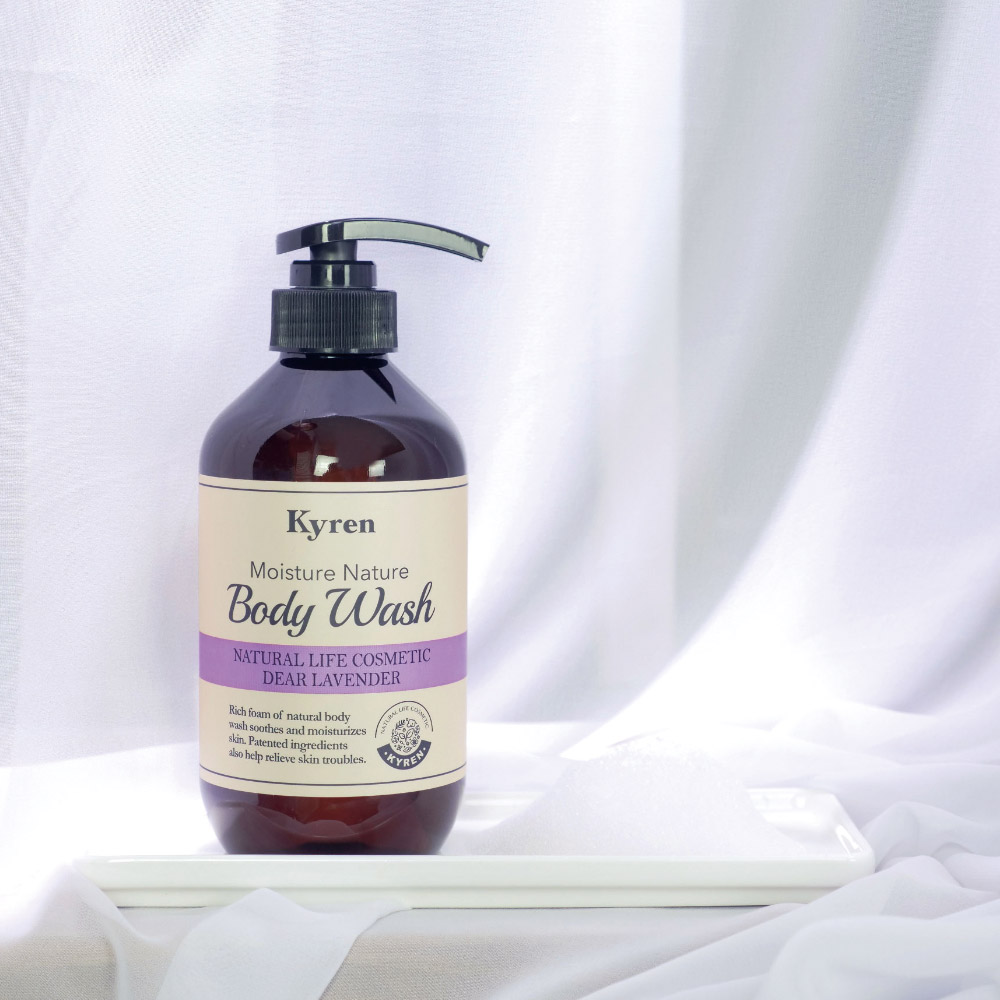 Kyren
Moisture Nature
Body Wash
NATURAL LIFE COSMETIC
DEAR LAVENDER
Rich foam of natural body
wash soothes and moisturizes
skin. Patented ingredients
also help relieve skin troubles.
NATURAL LIFE COSMETIC
KYREN